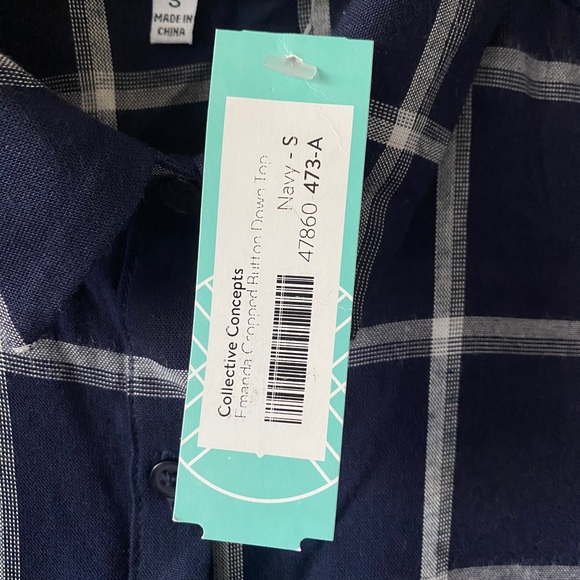 S
MADE IN
CHINA
Collective Concepts
Emanda Cropped Button Down Top
Navy - S
47860 473-A